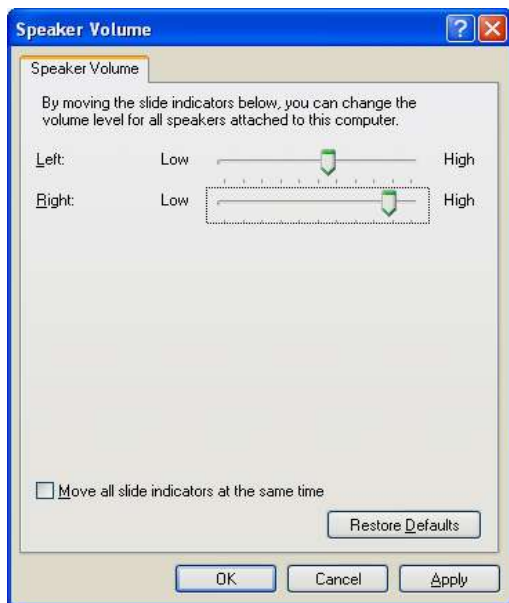 Speaker Volume
Speaker Volume
By moving the slide indicators below, you can change the
volume level for all speakers attached to this computer.
Left: Low High
Right: Low High
Move all slide indicators at the same time
Restore Defaults
OK Cancel Apply